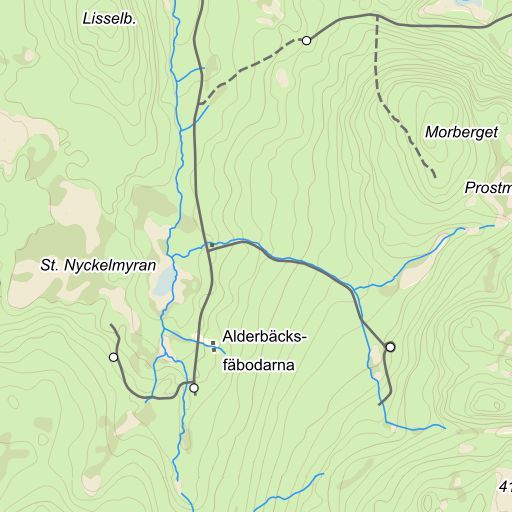 Lisselb.
Morberget
Prostm
St. Nyckelmyran
Alderbäcks-
fäbodarna
41